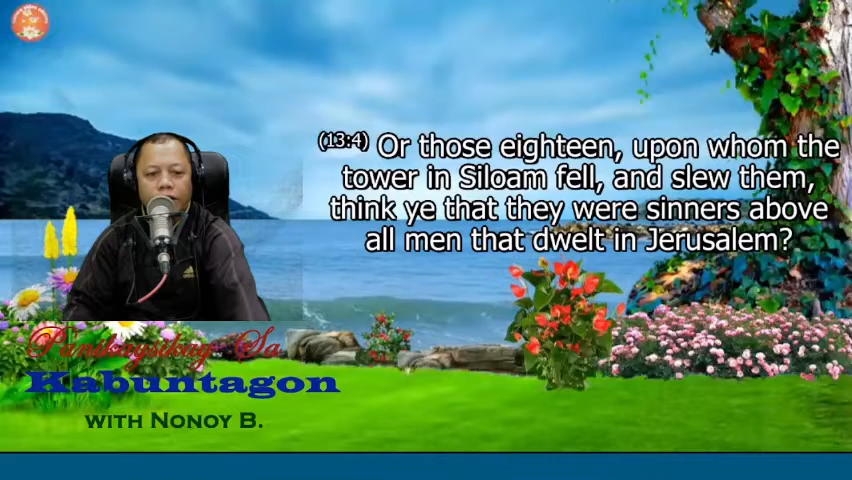 (13:4) Or those eighteen, upon whom the
tower in Siloam fell, and slew them,
think ye that they were sinners above
all men that dwelt in Jerusalem?
Panikaysikay Sa
Kabuntagon
WITH NONOY B.